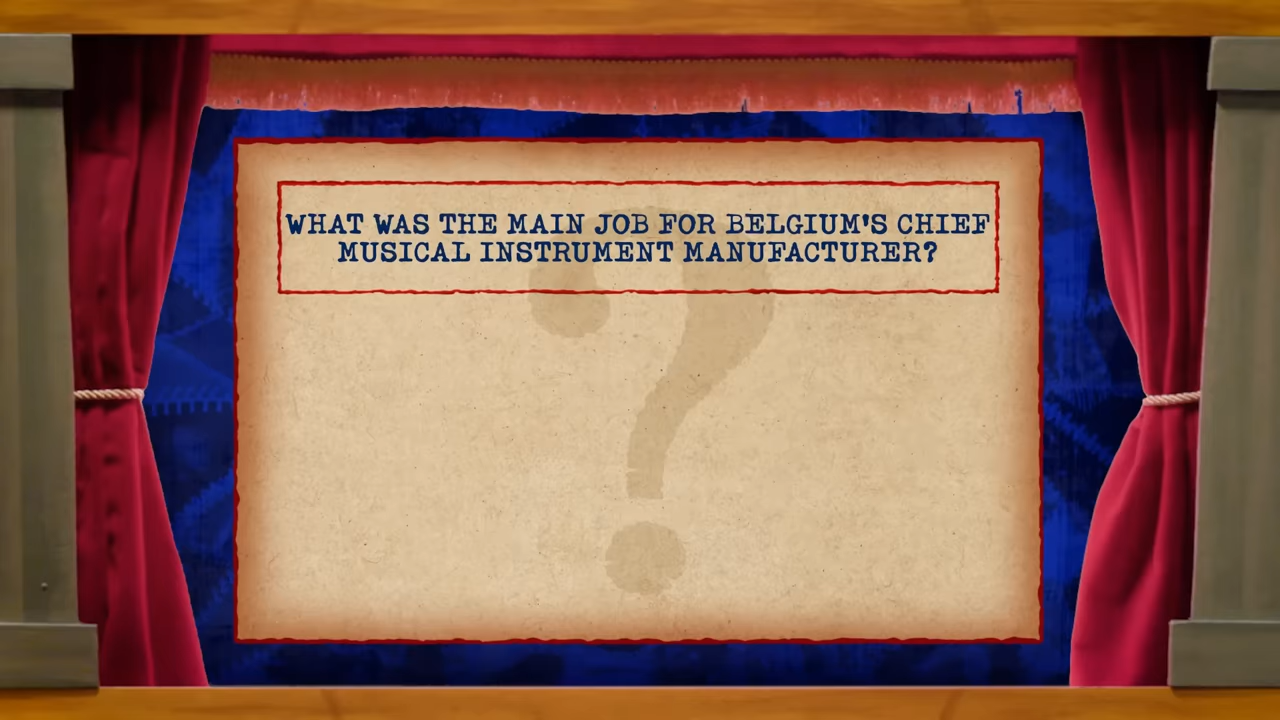 WHAT WAS THE MAIN JOB FOR BELGIUM'S CHIEF
MUSICAL INSTRUMENT MANUFACTURER?